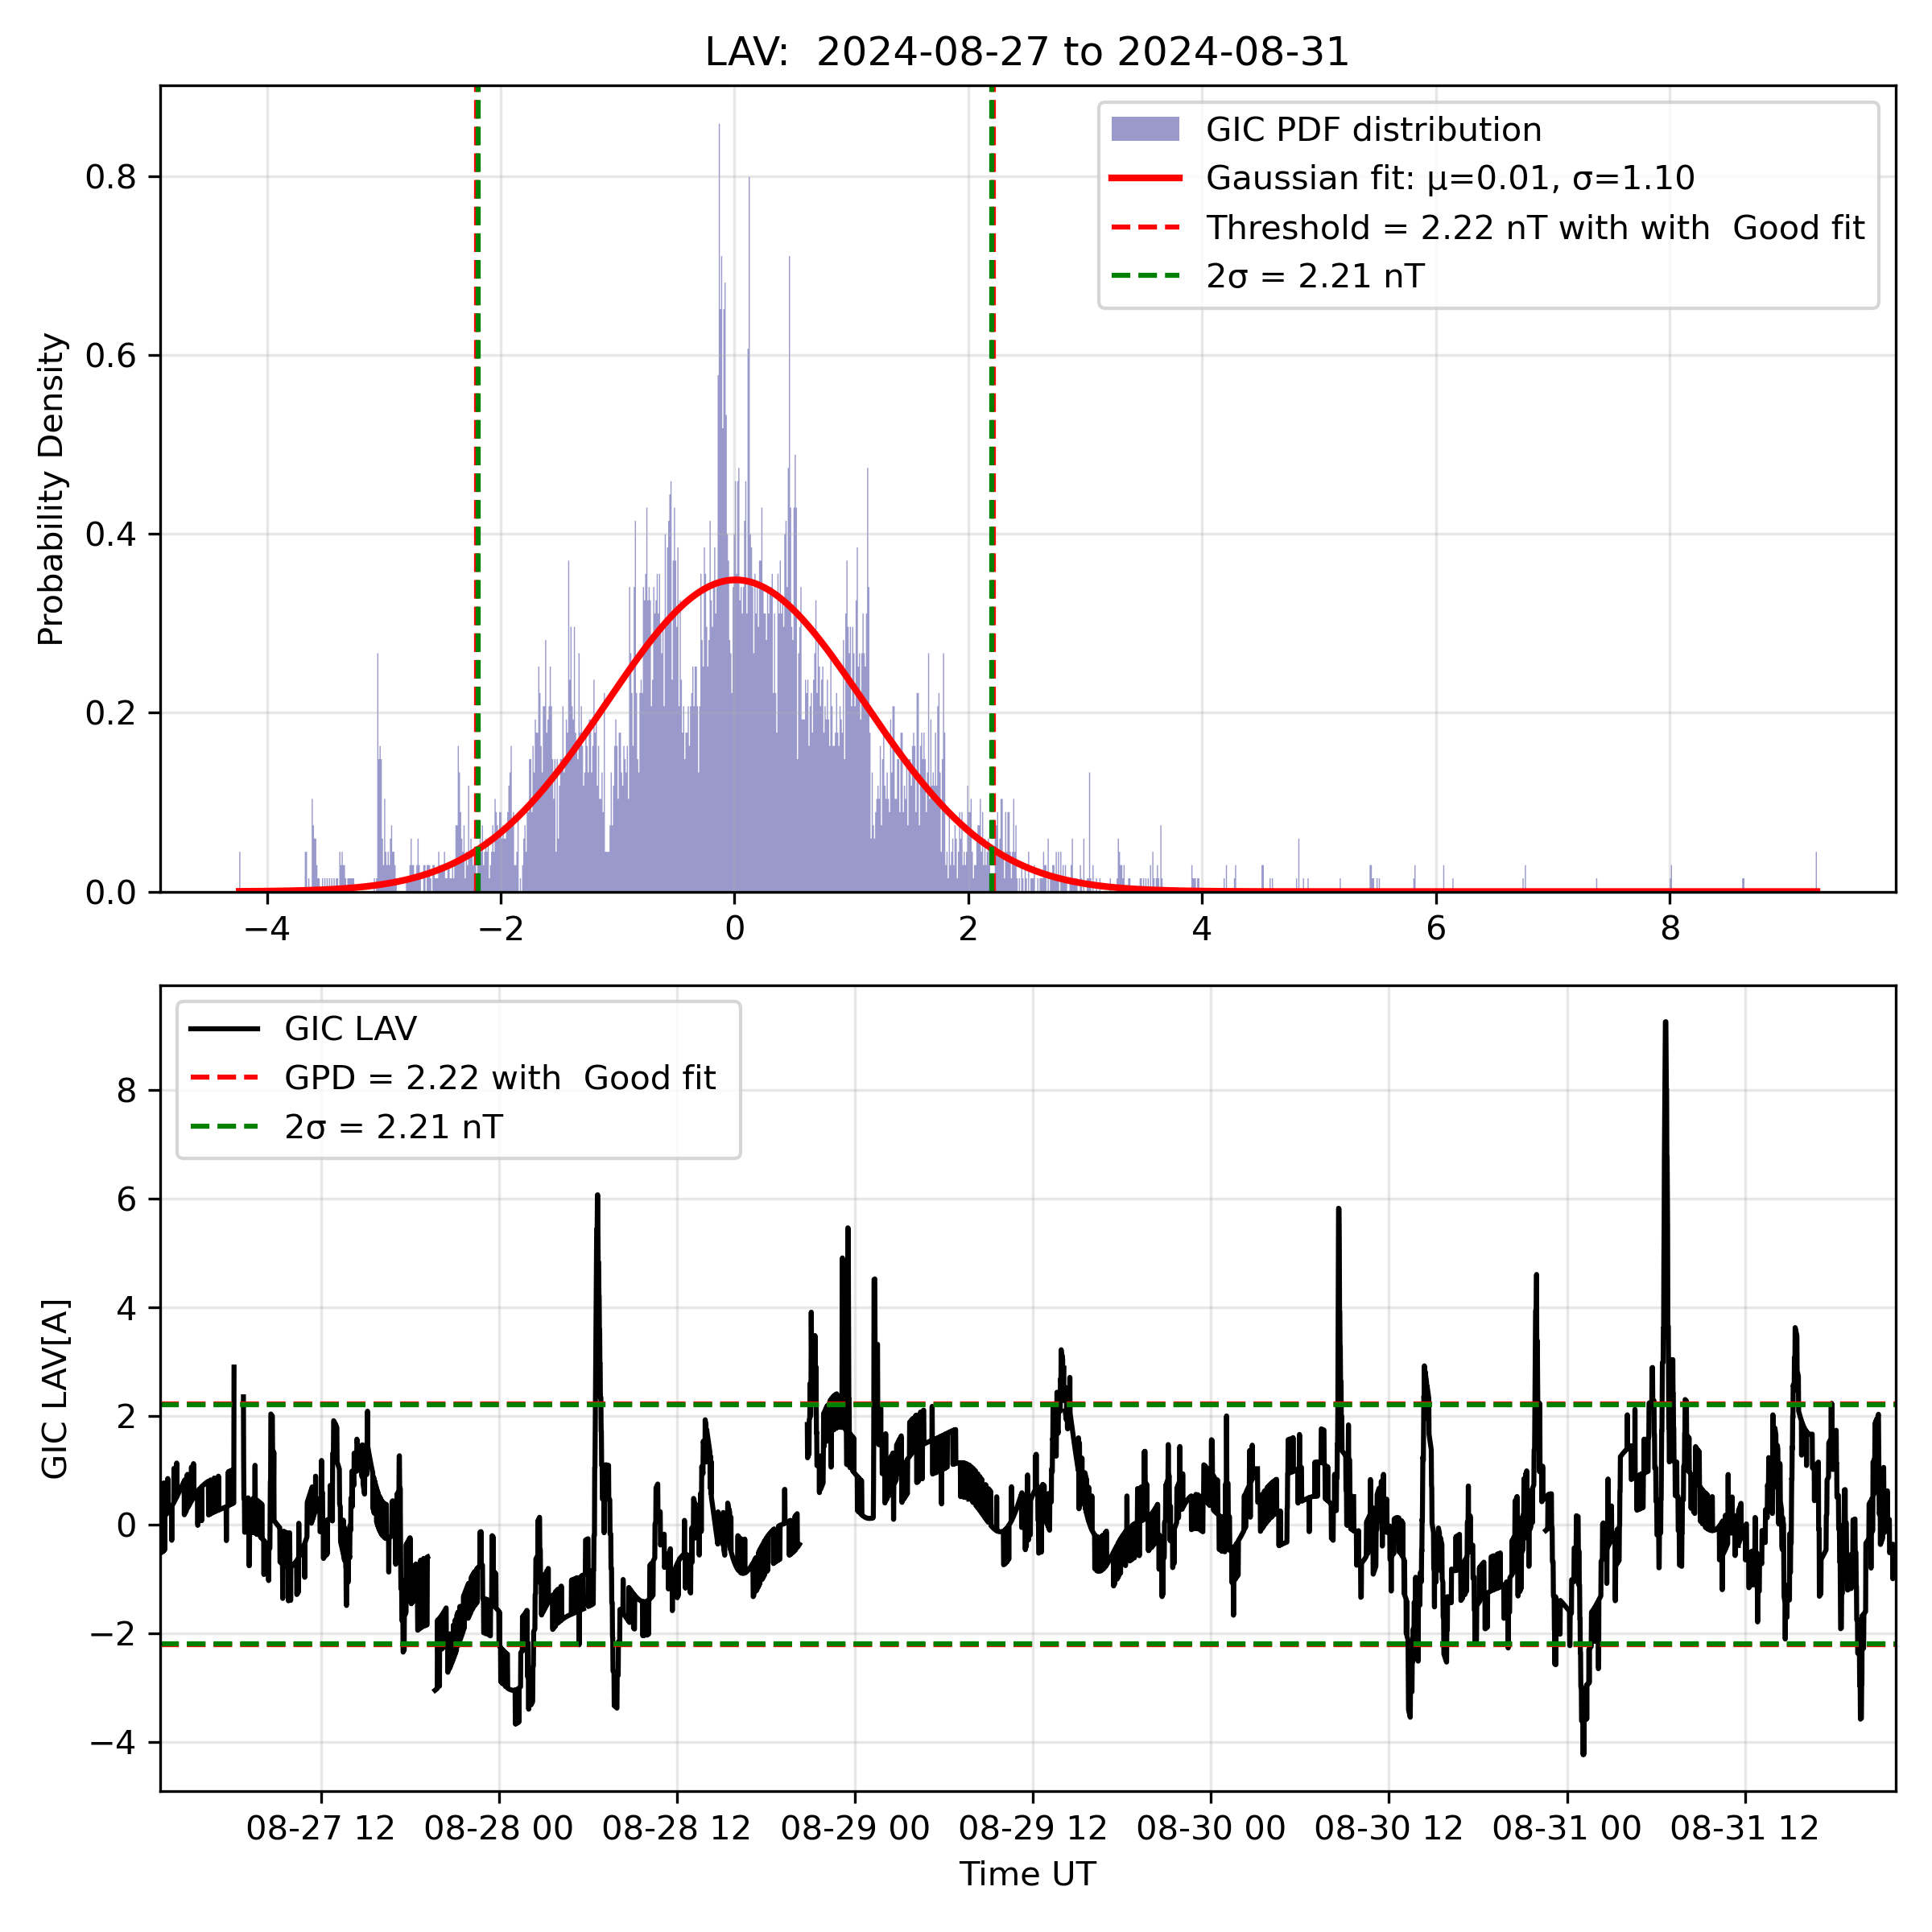 LAV:  2024-08-27 to 2024-08-31
GIC PDF distribution
Gaussian fit: μ=0.01, σ=1.10
Threshold = 2.22 nT with with  Good fit
2σ = 2.21 nT
Probability Density
0.8
0.6
0.4
0.2
0.0
−4 −2 0 2 4 6 8
GIC LAV
GPD = 2.22 with  Good fit
2σ = 2.21 nT
GIC LAV[A]
8
6
4
2
0
−2
−4
08-27 12 08-28 00 08-28 12 08-29 00 08-29 12 08-30 00 08-30 12 08-31 00 08-31 12
Time UT